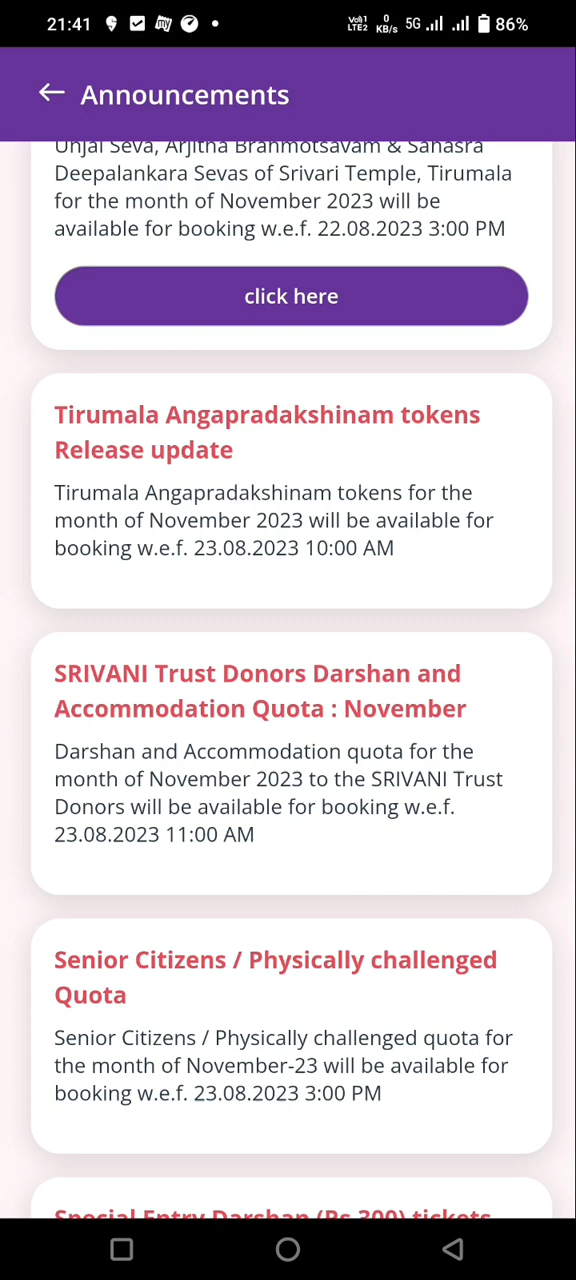 21:41
Vo)) 1
LTE2
0
KB/s
5G
86%
Announcements
Unjal Seva, Arjitha Brahmotsavam & Sahasra
Deepalankara Sevas of Srivari Temple, Tirumala
for the month of November 2023 will be
available for booking w.e.f. 22.08.2023 3:00 PM
click here
Tirumala Angapradakshinam tokens
Release update
Tirumala Angapradakshinam tokens for the
month of November 2023 will be available for
booking w.e.f. 23.08.2023 10:00 AM
SRIVANI Trust Donors Darshan and
Accommodation Quota : November
Darshan and Accommodation quota for the
month of November 2023 to the SRIVANI Trust
Donors will be available for booking w.e.f.
23.08.2023 11:00 AM
Senior Citizens / Physically challenged
Quota
Senior Citizens / Physically challenged quota for
the month of November-23 will be available for
booking w.e.f. 23.08.2023 3:00 PM
Special Entry Darshan (Rs.300) tickets